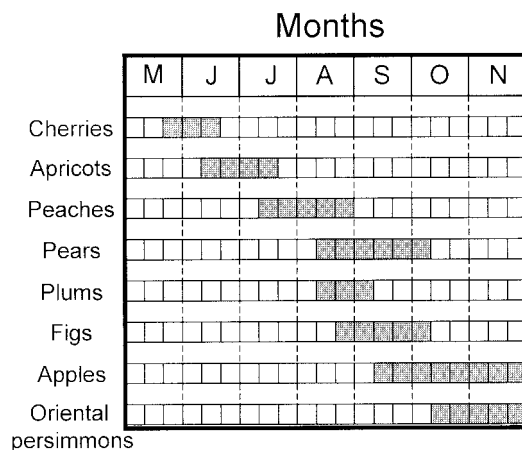 Months
M J J A S O N
Cherries
Apricots
Peaches
Pears
Plums
Figs
Apples
Oriental
persimmons